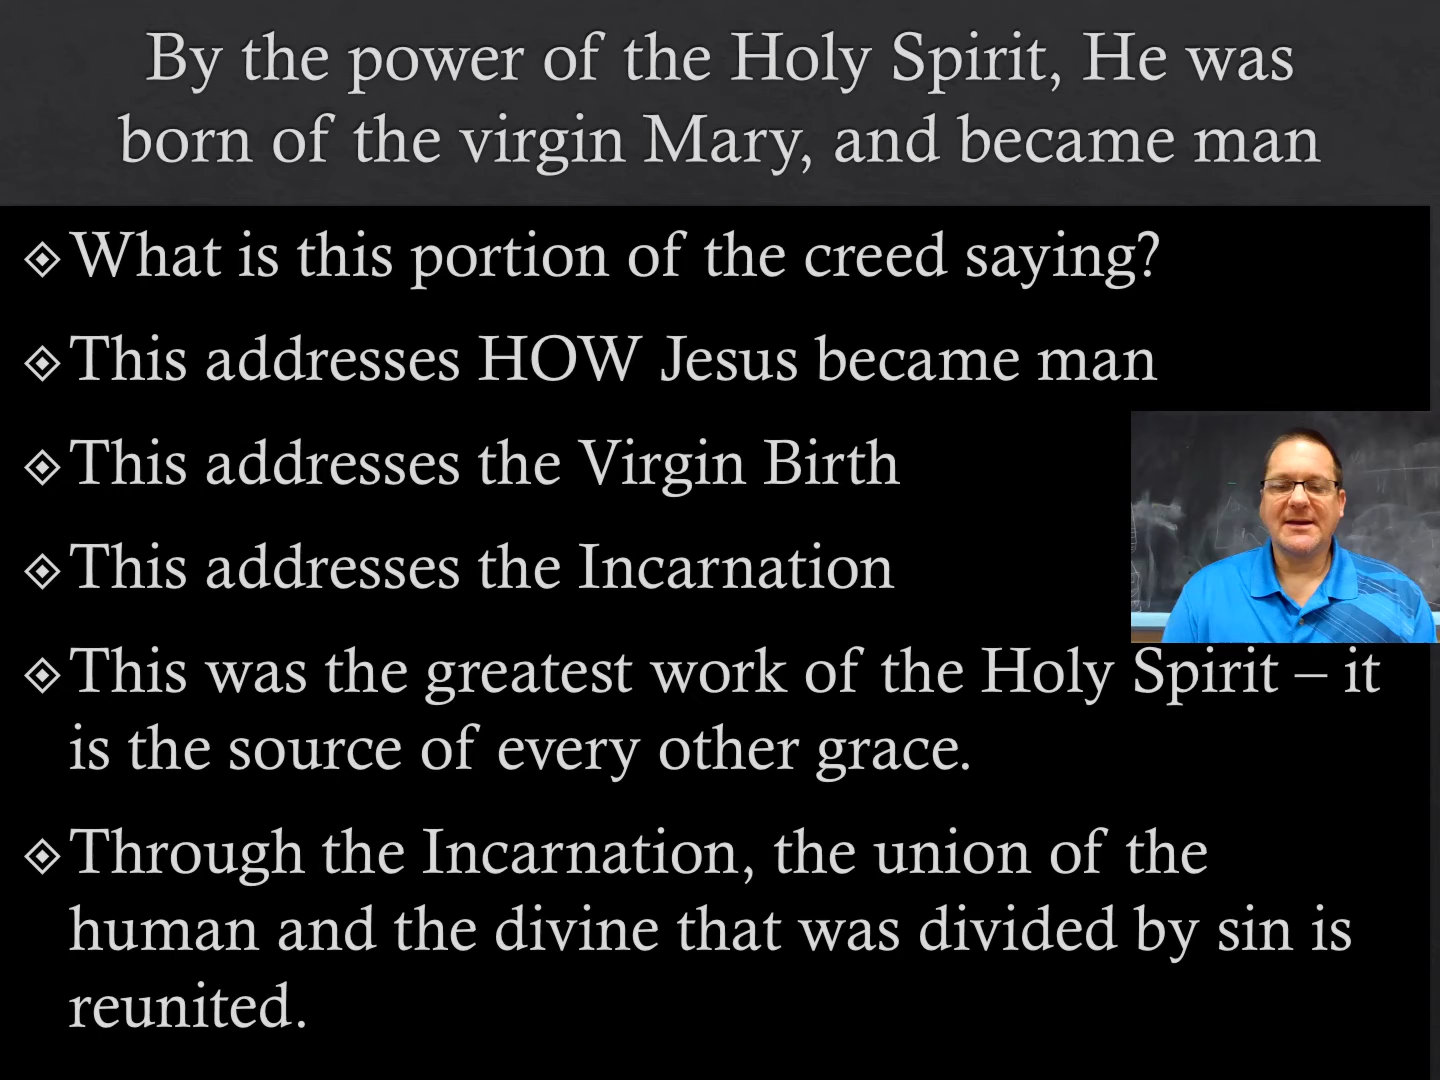 By the power of the Holy Spirit, He was
born of the virgin Mary, and became man
What is this portion of the creed saying?
This addresses HOW Jesus became man
This addresses the Virgin Birth
This addresses the Incarnation
This was the greatest work of the Holy Spirit – it
is the source of every other grace.
Through the Incarnation, the union of the
human and the divine that was divided by sin is
reunited.